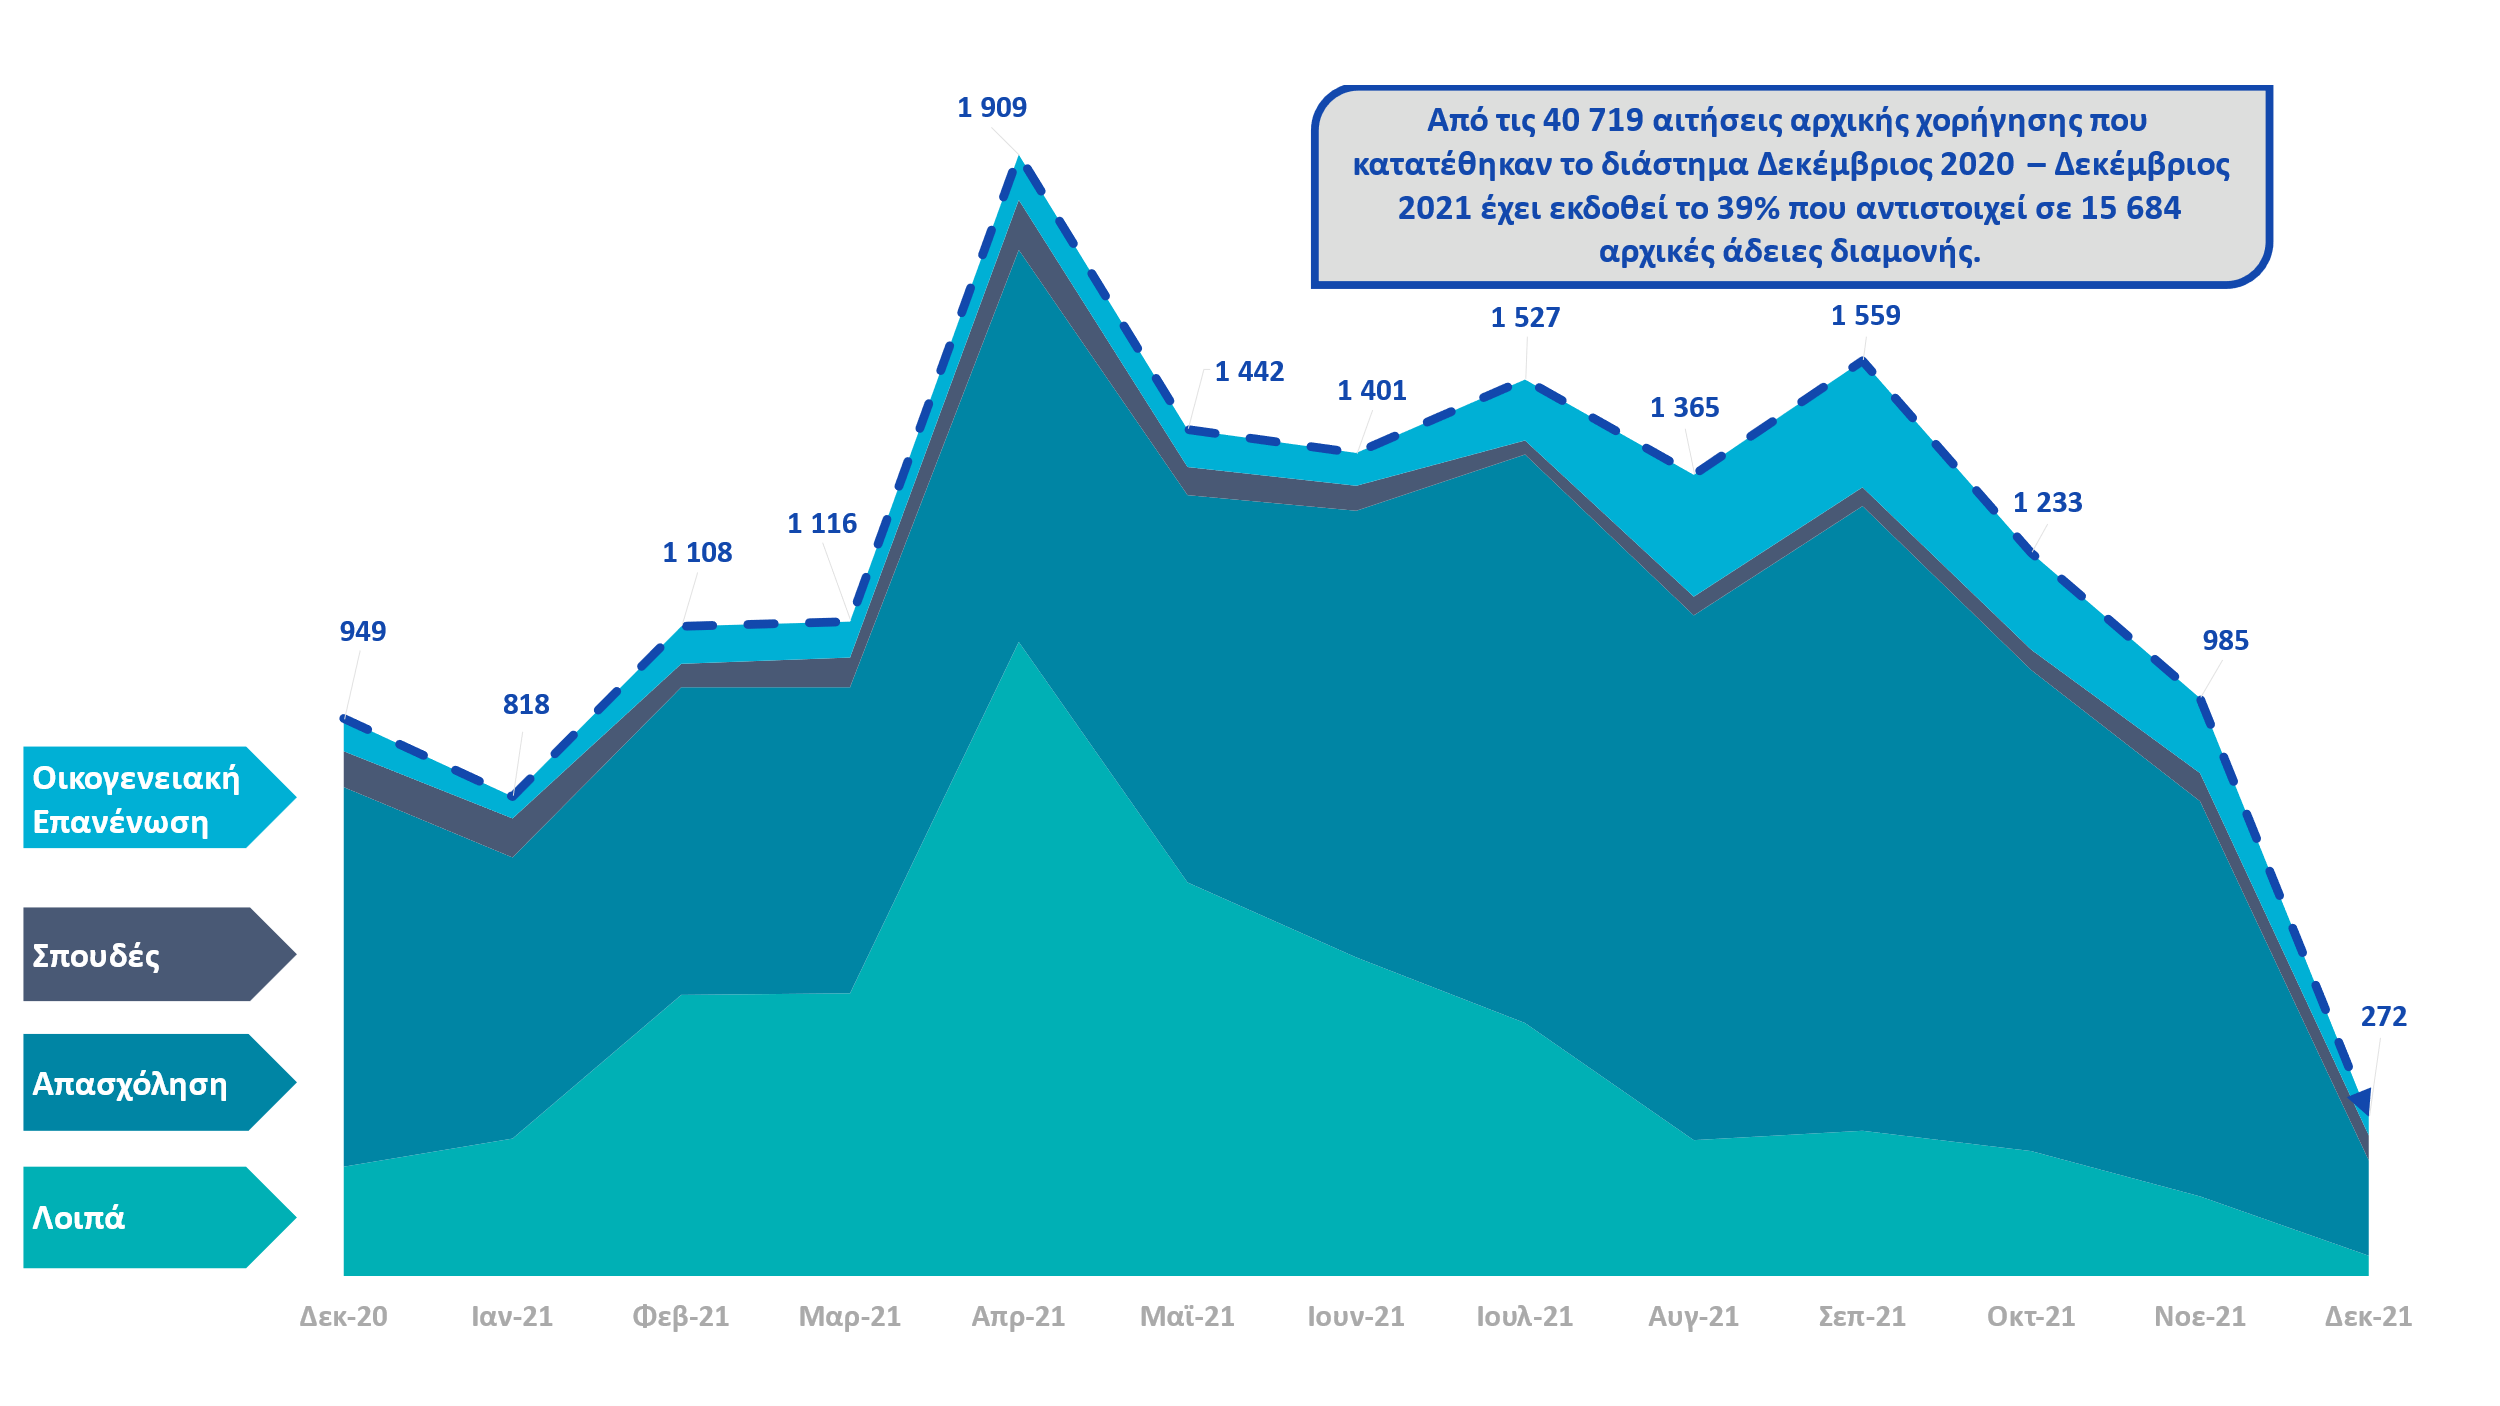 Από τις 40 719 αιτήσεις αρχικής χορήγησης που
κατατέθηκαν το διάστημα Δεκέμβριος 2020 – Δεκέμβριος
2021 έχει εκδοθεί το 39% που αντιστοιχεί σε 15 684
αρχικές άδειες διαμονής.
949
818
1 108
1 116
1 909
1 442
1 401
1 527
1 365
1 559
1 233
985
272
Οικογενειακή
Επανένωση
Σπουδές
Απασχόληση
Λοιπά
Δεκ-20
Ιαν-21
Φεβ-21
Μαρ-21
Απρ-21
Μαϊ-21
Ιουν-21
Ιουλ-21
Αυγ-21
Σεπ-21
Οκτ-21
Νοε-21
Δεκ-21